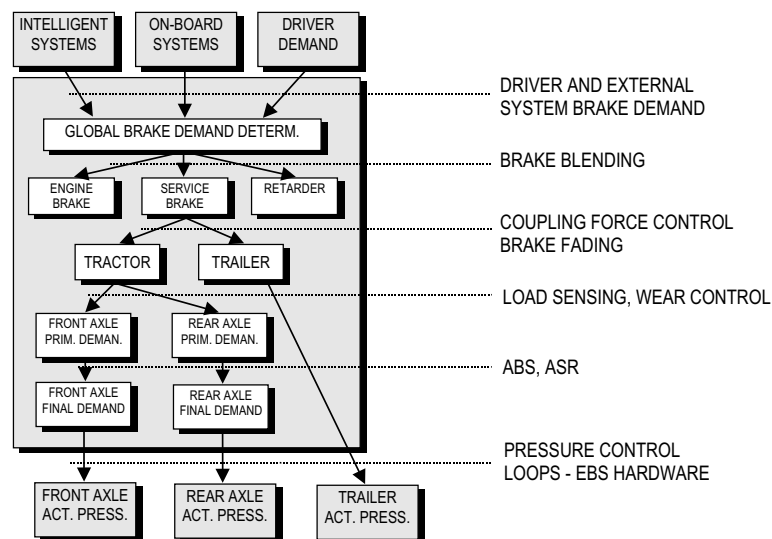 INTELLIGENT
SYSTEMS
ON-BOARD
SYSTEMS
DRIVER
DEMAND
DRIVER AND EXTERNAL
SYSTEM BRAKE DEMAND
GLOBAL BRAKE DEMAND DETERM.
BRAKE BLENDING
ENGINE
BRAKE
SERVICE
BRAKE
RETARDER
COUPLING FORCE CONTROL
BRAKE FADING
TRACTOR
TRAILER
LOAD SENSING, WEAR CONTROL
FRONT AXLE
PRIM. DEMAN.
REAR AXLE
PRIM. DEMAN.
ABS, ASR
FRONT AXLE
FINAL DEMAND
REAR AXLE
FINAL DEMAND
PRESSURE CONTROL
LOOPS - EBS HARDWARE
FRONT AXLE
ACT. PRESS.
REAR AXLE
ACT. PRESS.
TRAILER
ACT. PRESS.